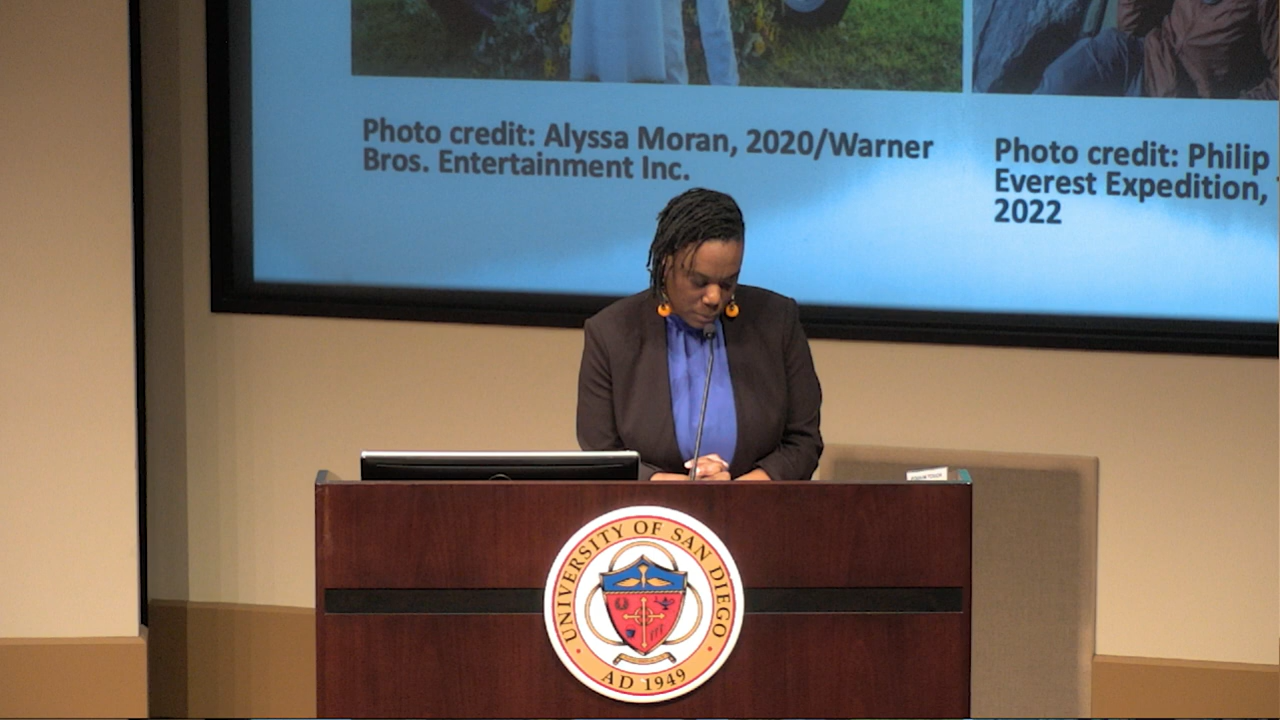 Photo credit: Alyssa Moran, 2020/Warner
Bros. Entertainment Inc.
Photo credit: Philip
Everest Expedition,
2022
UNIVERSITY OF SAN DIEGO
AD 1949